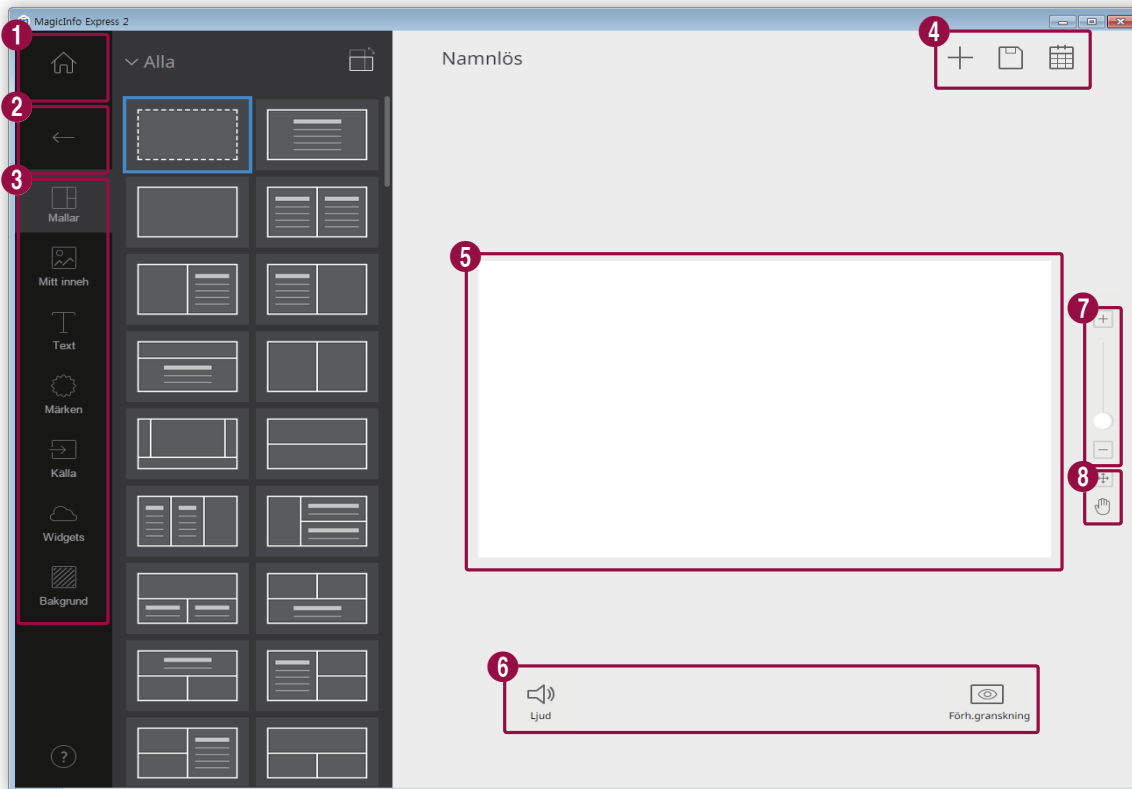 MagicInfo Express 2
1
2
3
Mallar
Mitt inneh
Text
Märken
Källa
Widgets
Bakgrund
?
Alla
Namnlös
4
5
7
8
6
Ljud
Förh.granskning